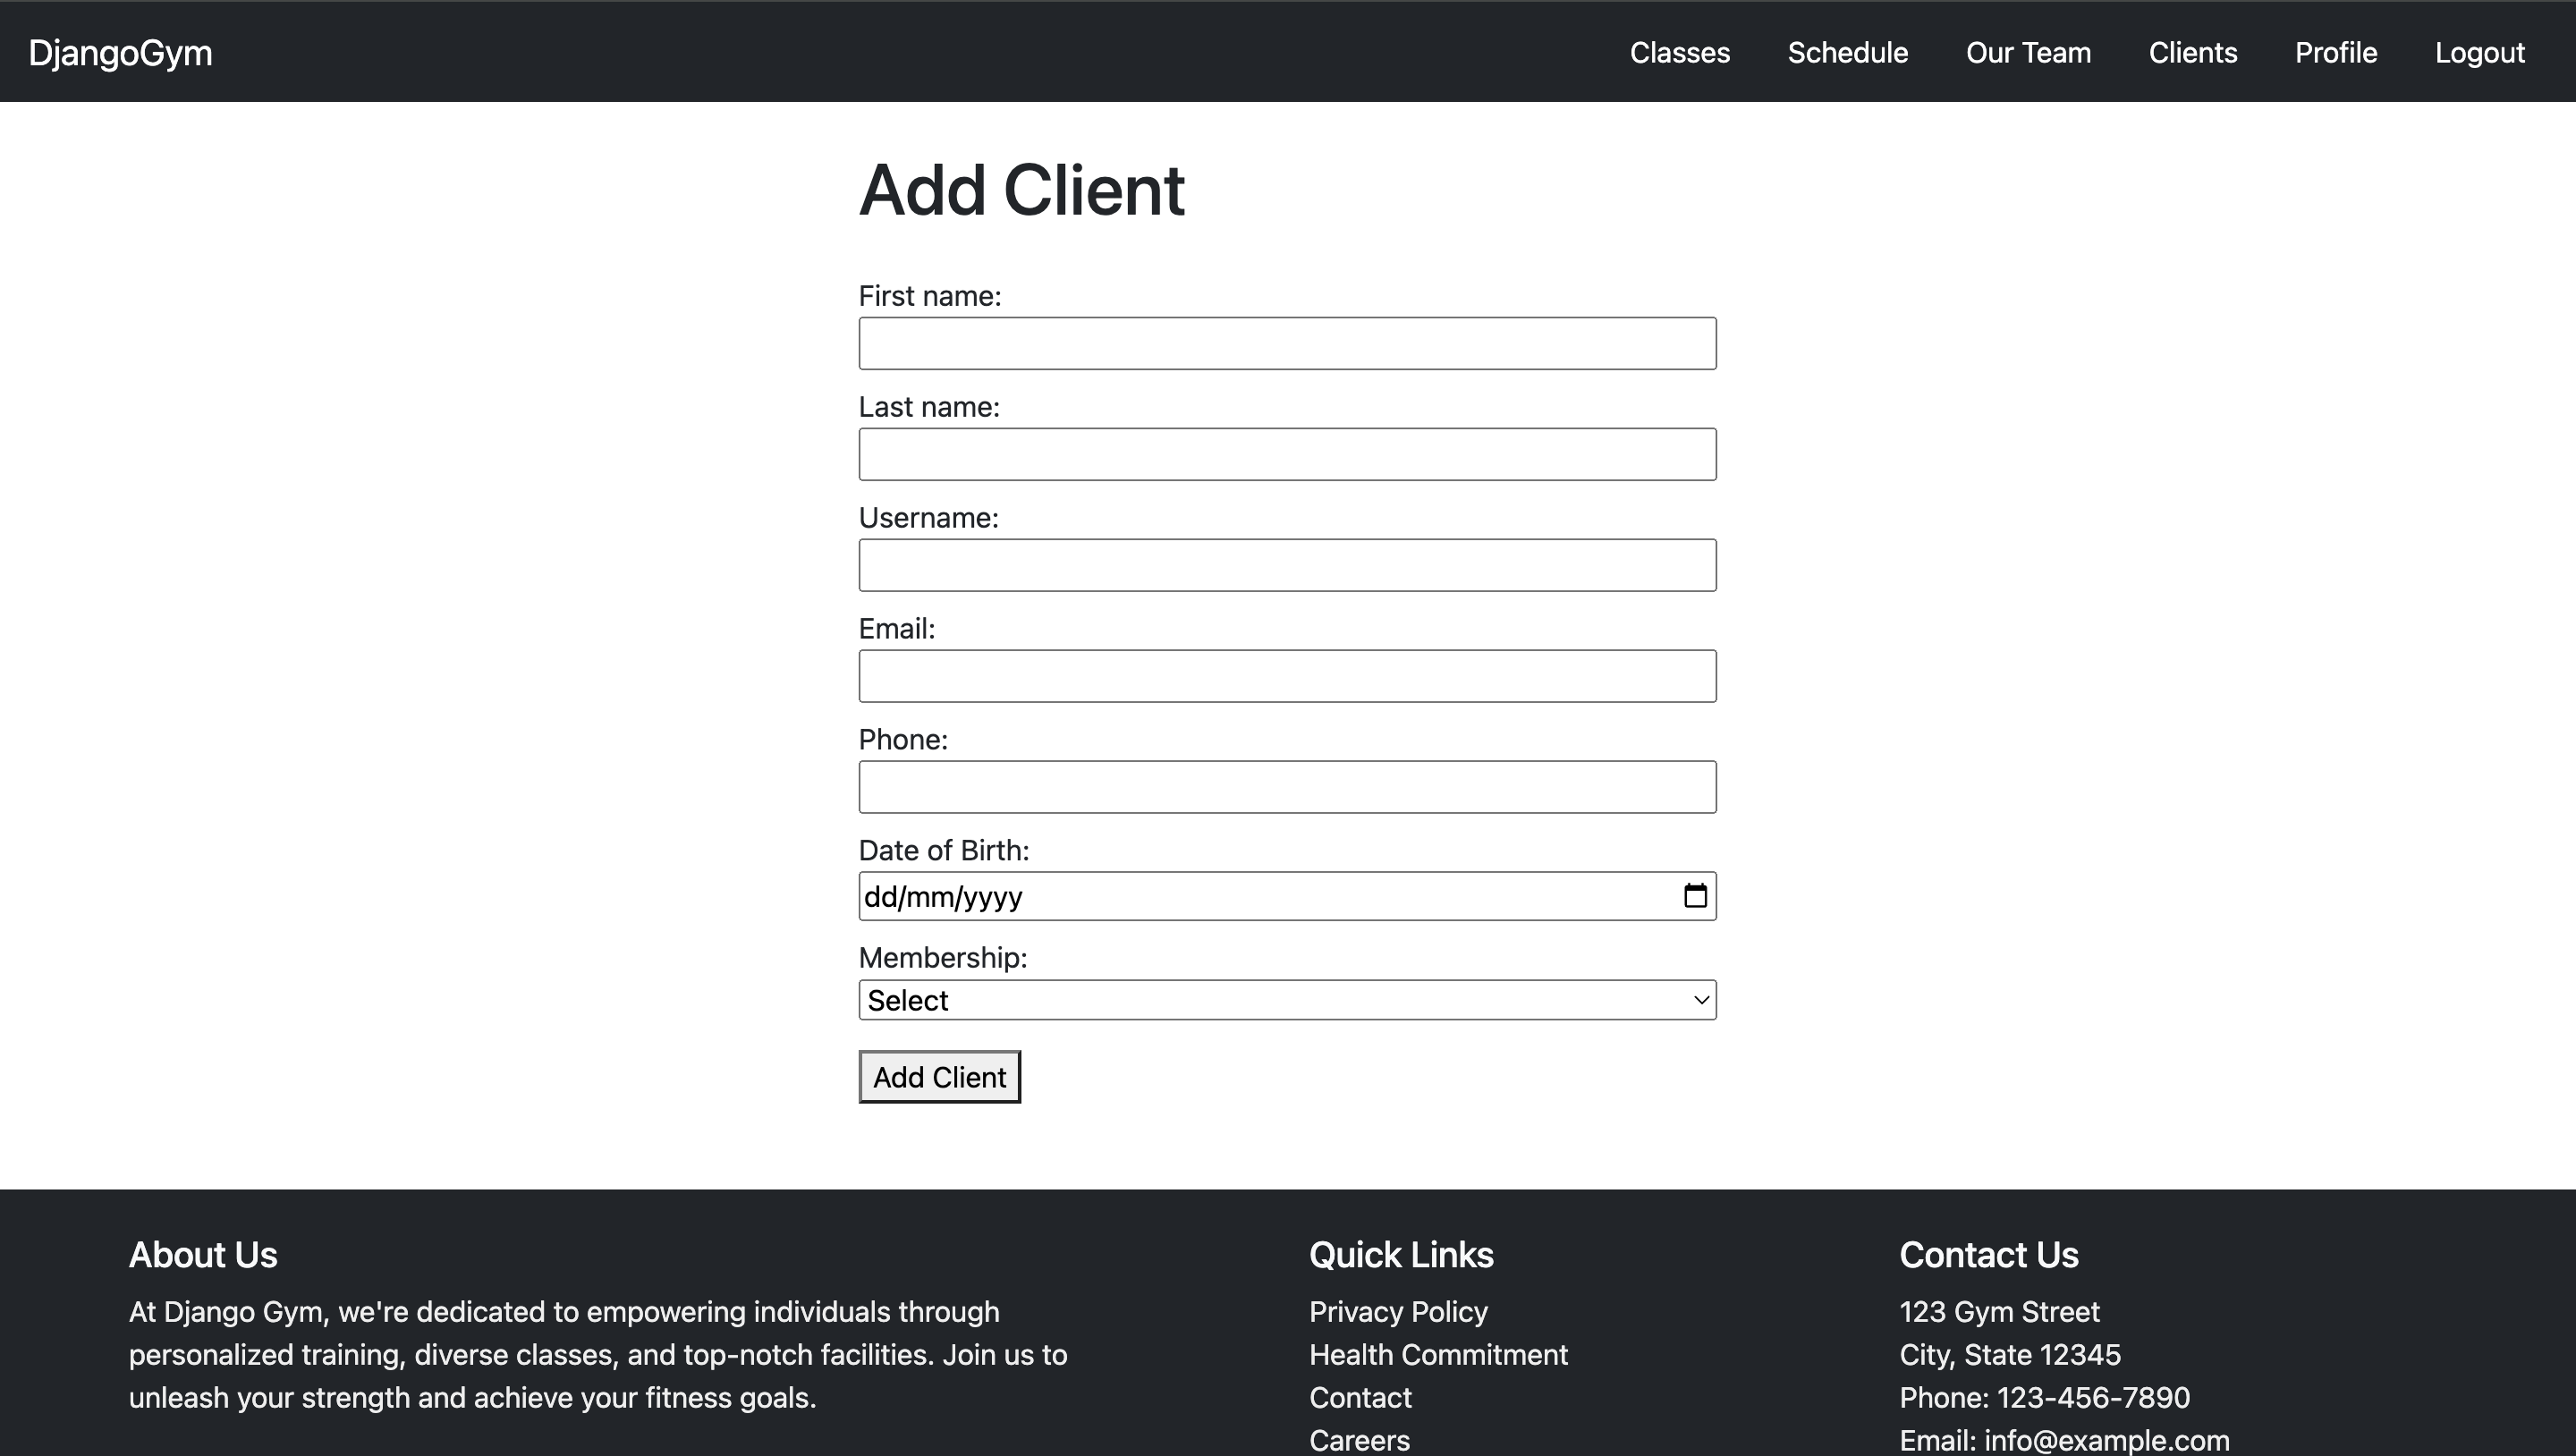 DjangoGym
Classes
Schedule
Our Team
Clients
Profile
Logout
Add Client
First name:
Last name:
Username:
Email:
Phone:
Date of Birth:
dd/mm/yyyy
Membership:
Select
Add Client
About Us
At Django Gym, we're dedicated to empowering individuals through
personalized training, diverse classes, and top-notch facilities. Join us to
unleash your strength and achieve your fitness goals.
Quick Links
Privacy Policy
Health Commitment
Contact
Careers
Contact Us
123 Gym Street
City, State 12345
Phone: 123-456-7890
Email: info@example.com